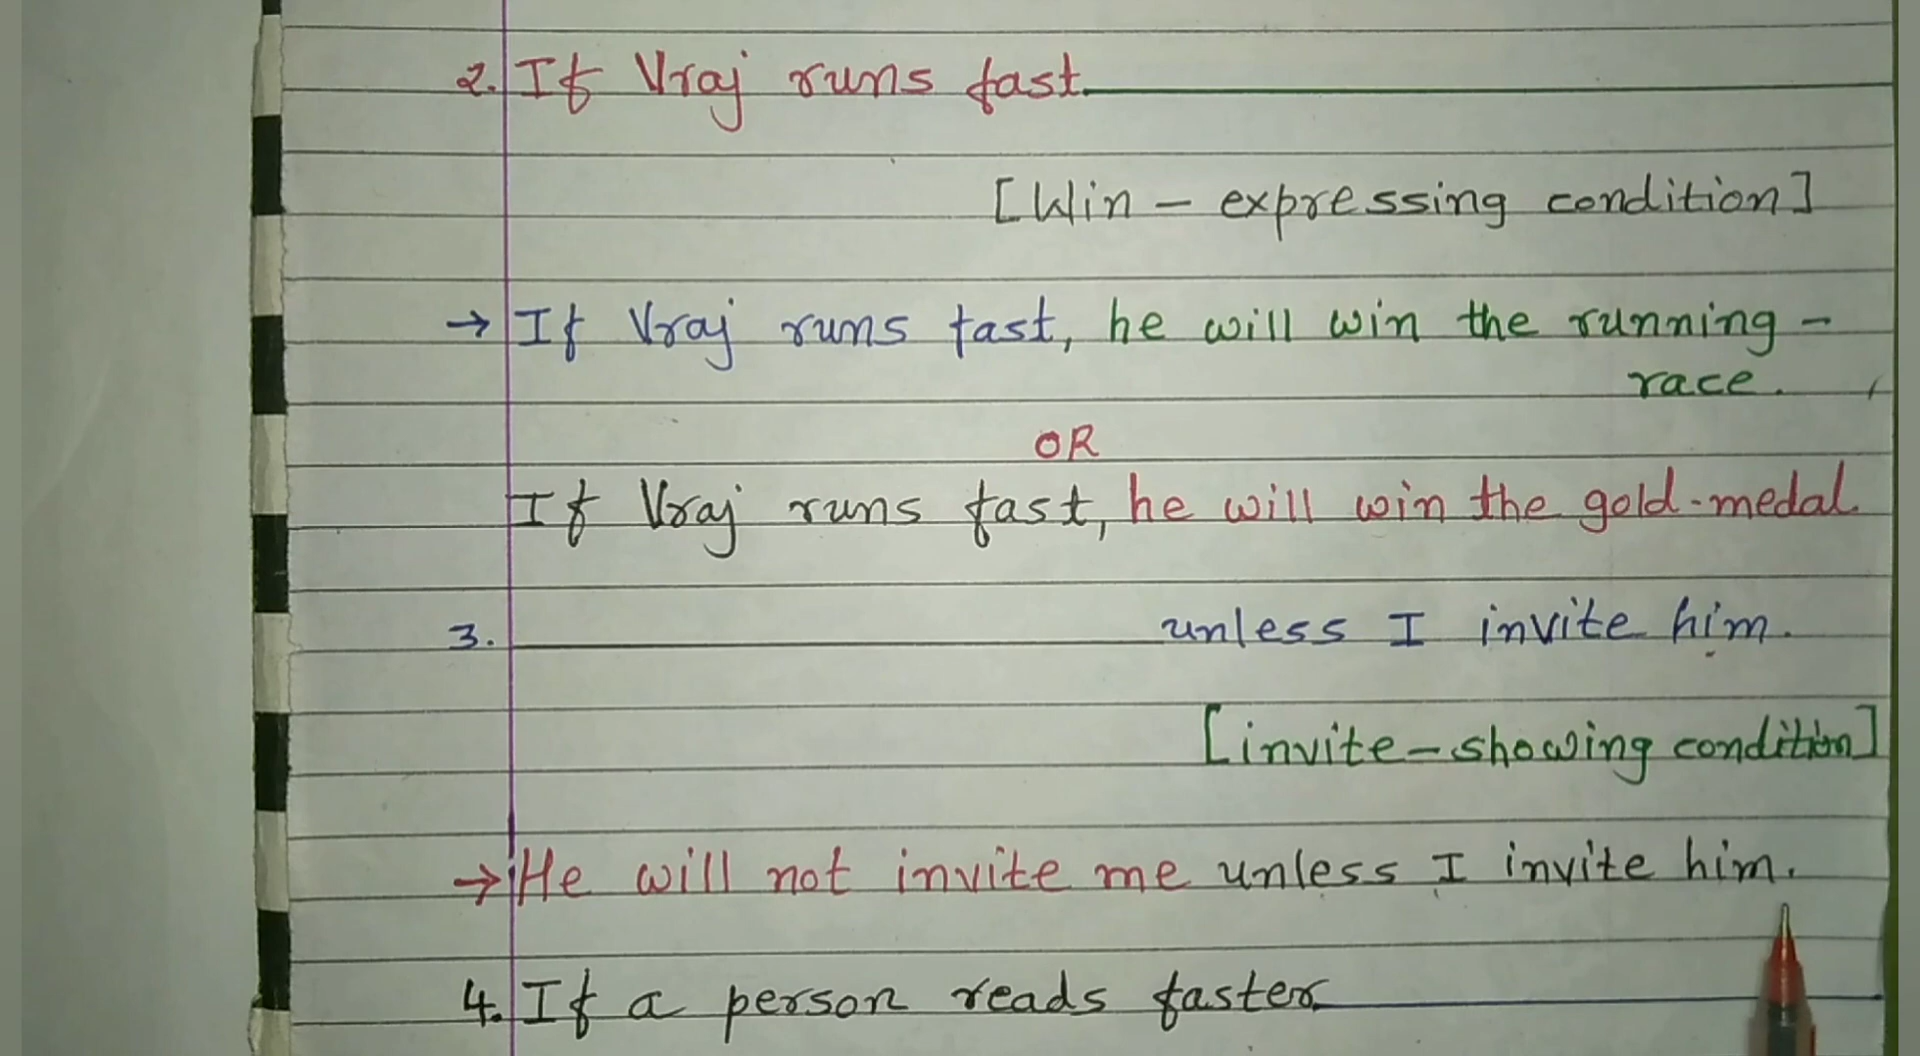 2. If Vraj runs fast.
[Win - expressing condition]
→ If Vraj runs fast, he will win the running -
race.
OR
If Vraj runs fast, he will win the gold-medal.
3. unless I invite him.
[invite - showing condition]
→ He will not invite me unless I invite him.
4. If a person reads faster